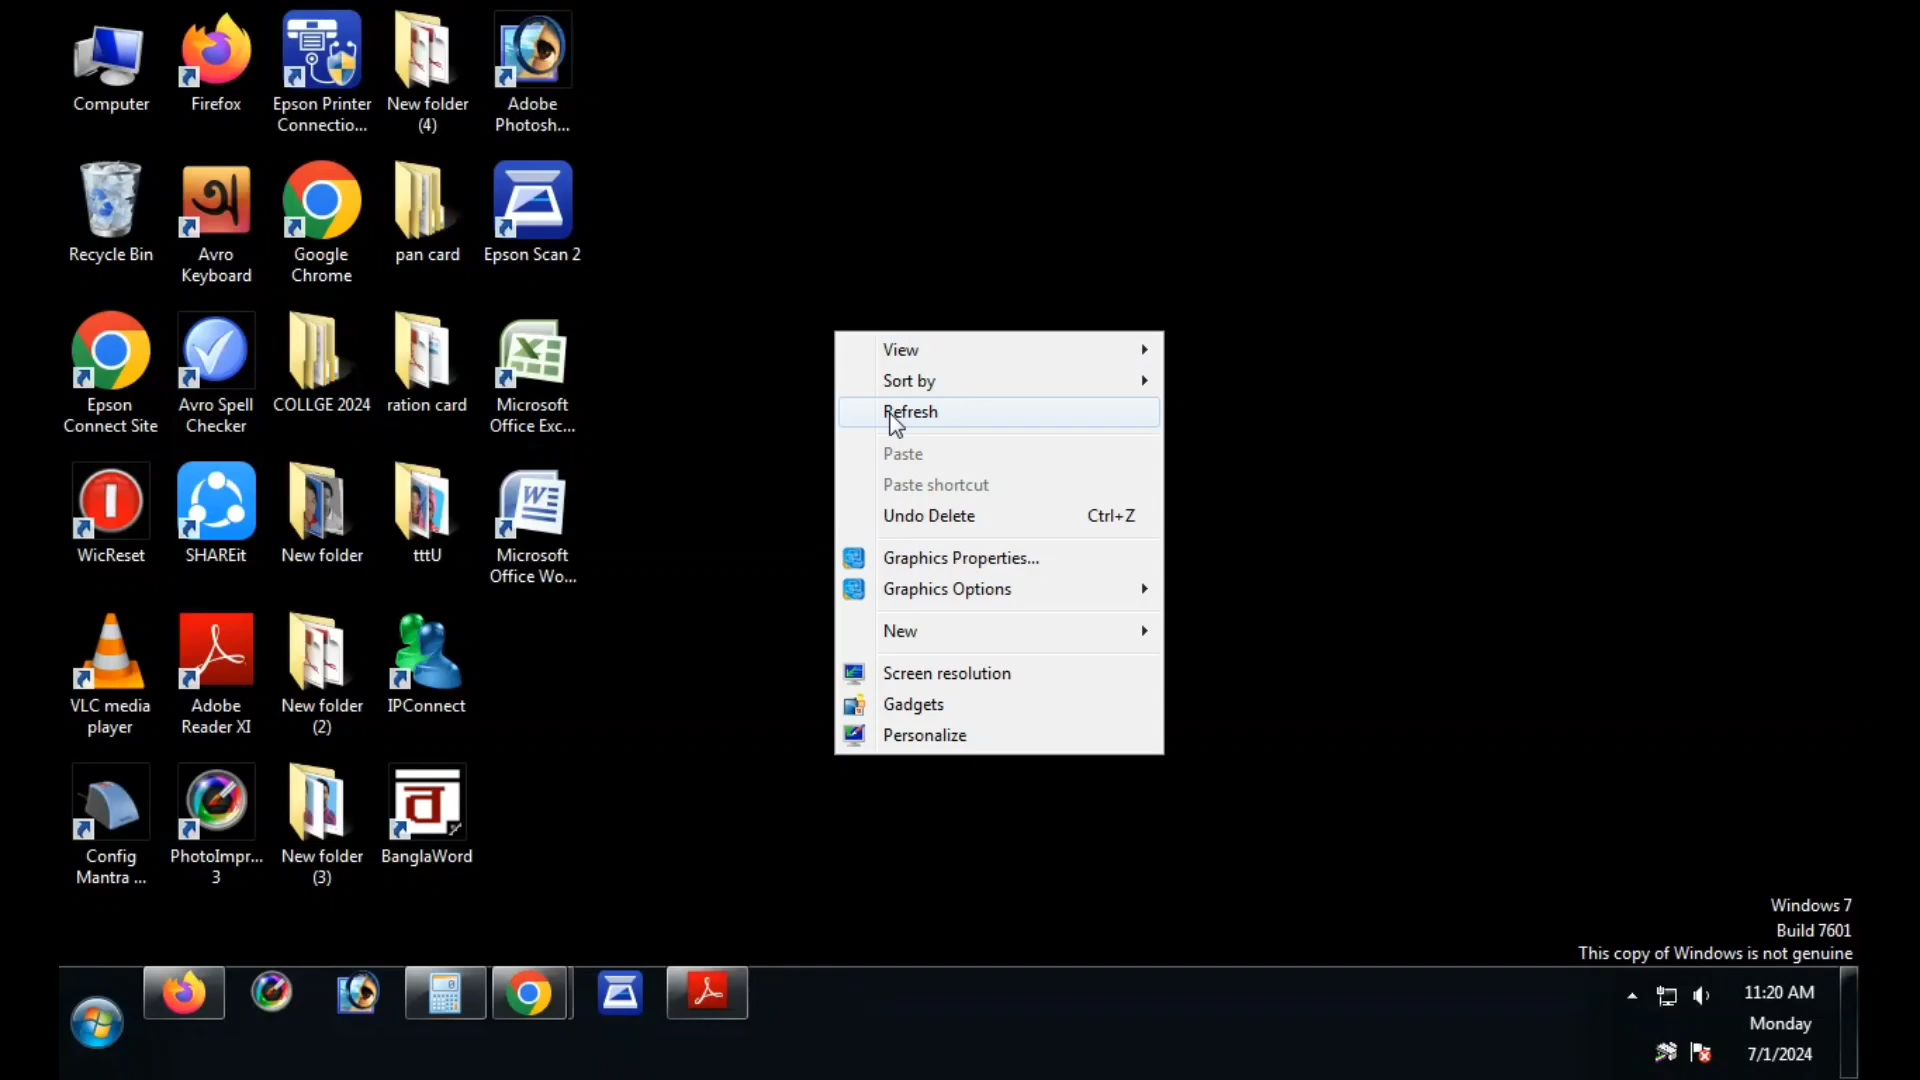 Computer
Firefox
Epson Printer
Connectio...
New folder
(4)
Adobe
Photosh...
Recycle Bin
Avro
Keyboard
Google
Chrome
pan card
Epson Scan 2
Epson
Connect Site
Avro Spell
Checker
COLLGE 2024
ration card
Microsoft
Office Exc...
WicReset
SHAREit
New folder
tttU
Microsoft
Office Wo...
VLC media
player
Adobe
Reader XI
New folder
(2)
IPConnect
Config
Mantra ...
PhotoImpr...
3
New folder
(3)
BanglaWord
View
Sort by
Refresh
Paste
Paste shortcut
Undo Delete Ctrl+Z
Graphics Properties...
Graphics Options
New
Screen resolution
Gadgets
Personalize
Windows 7
Build 7601
This copy of Windows is not genuine
11:20 AM
Monday
7/1/2024